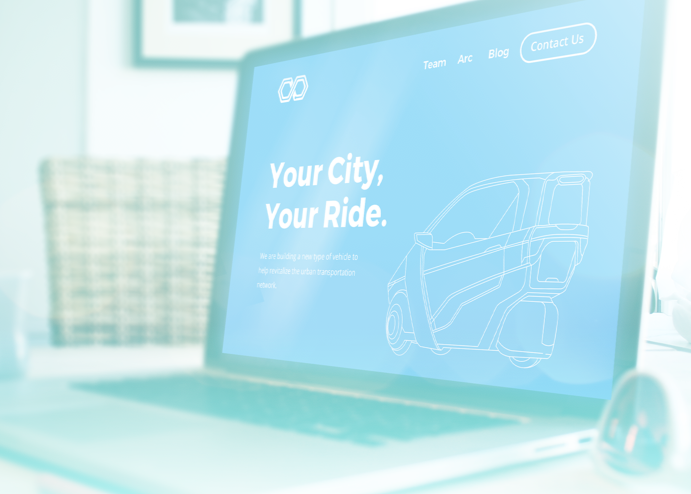 Team Arc Blog Contact Us
Your City,
Your Ride.
We are building a new type of vehicle to
help revitalize the urban transportation
network.